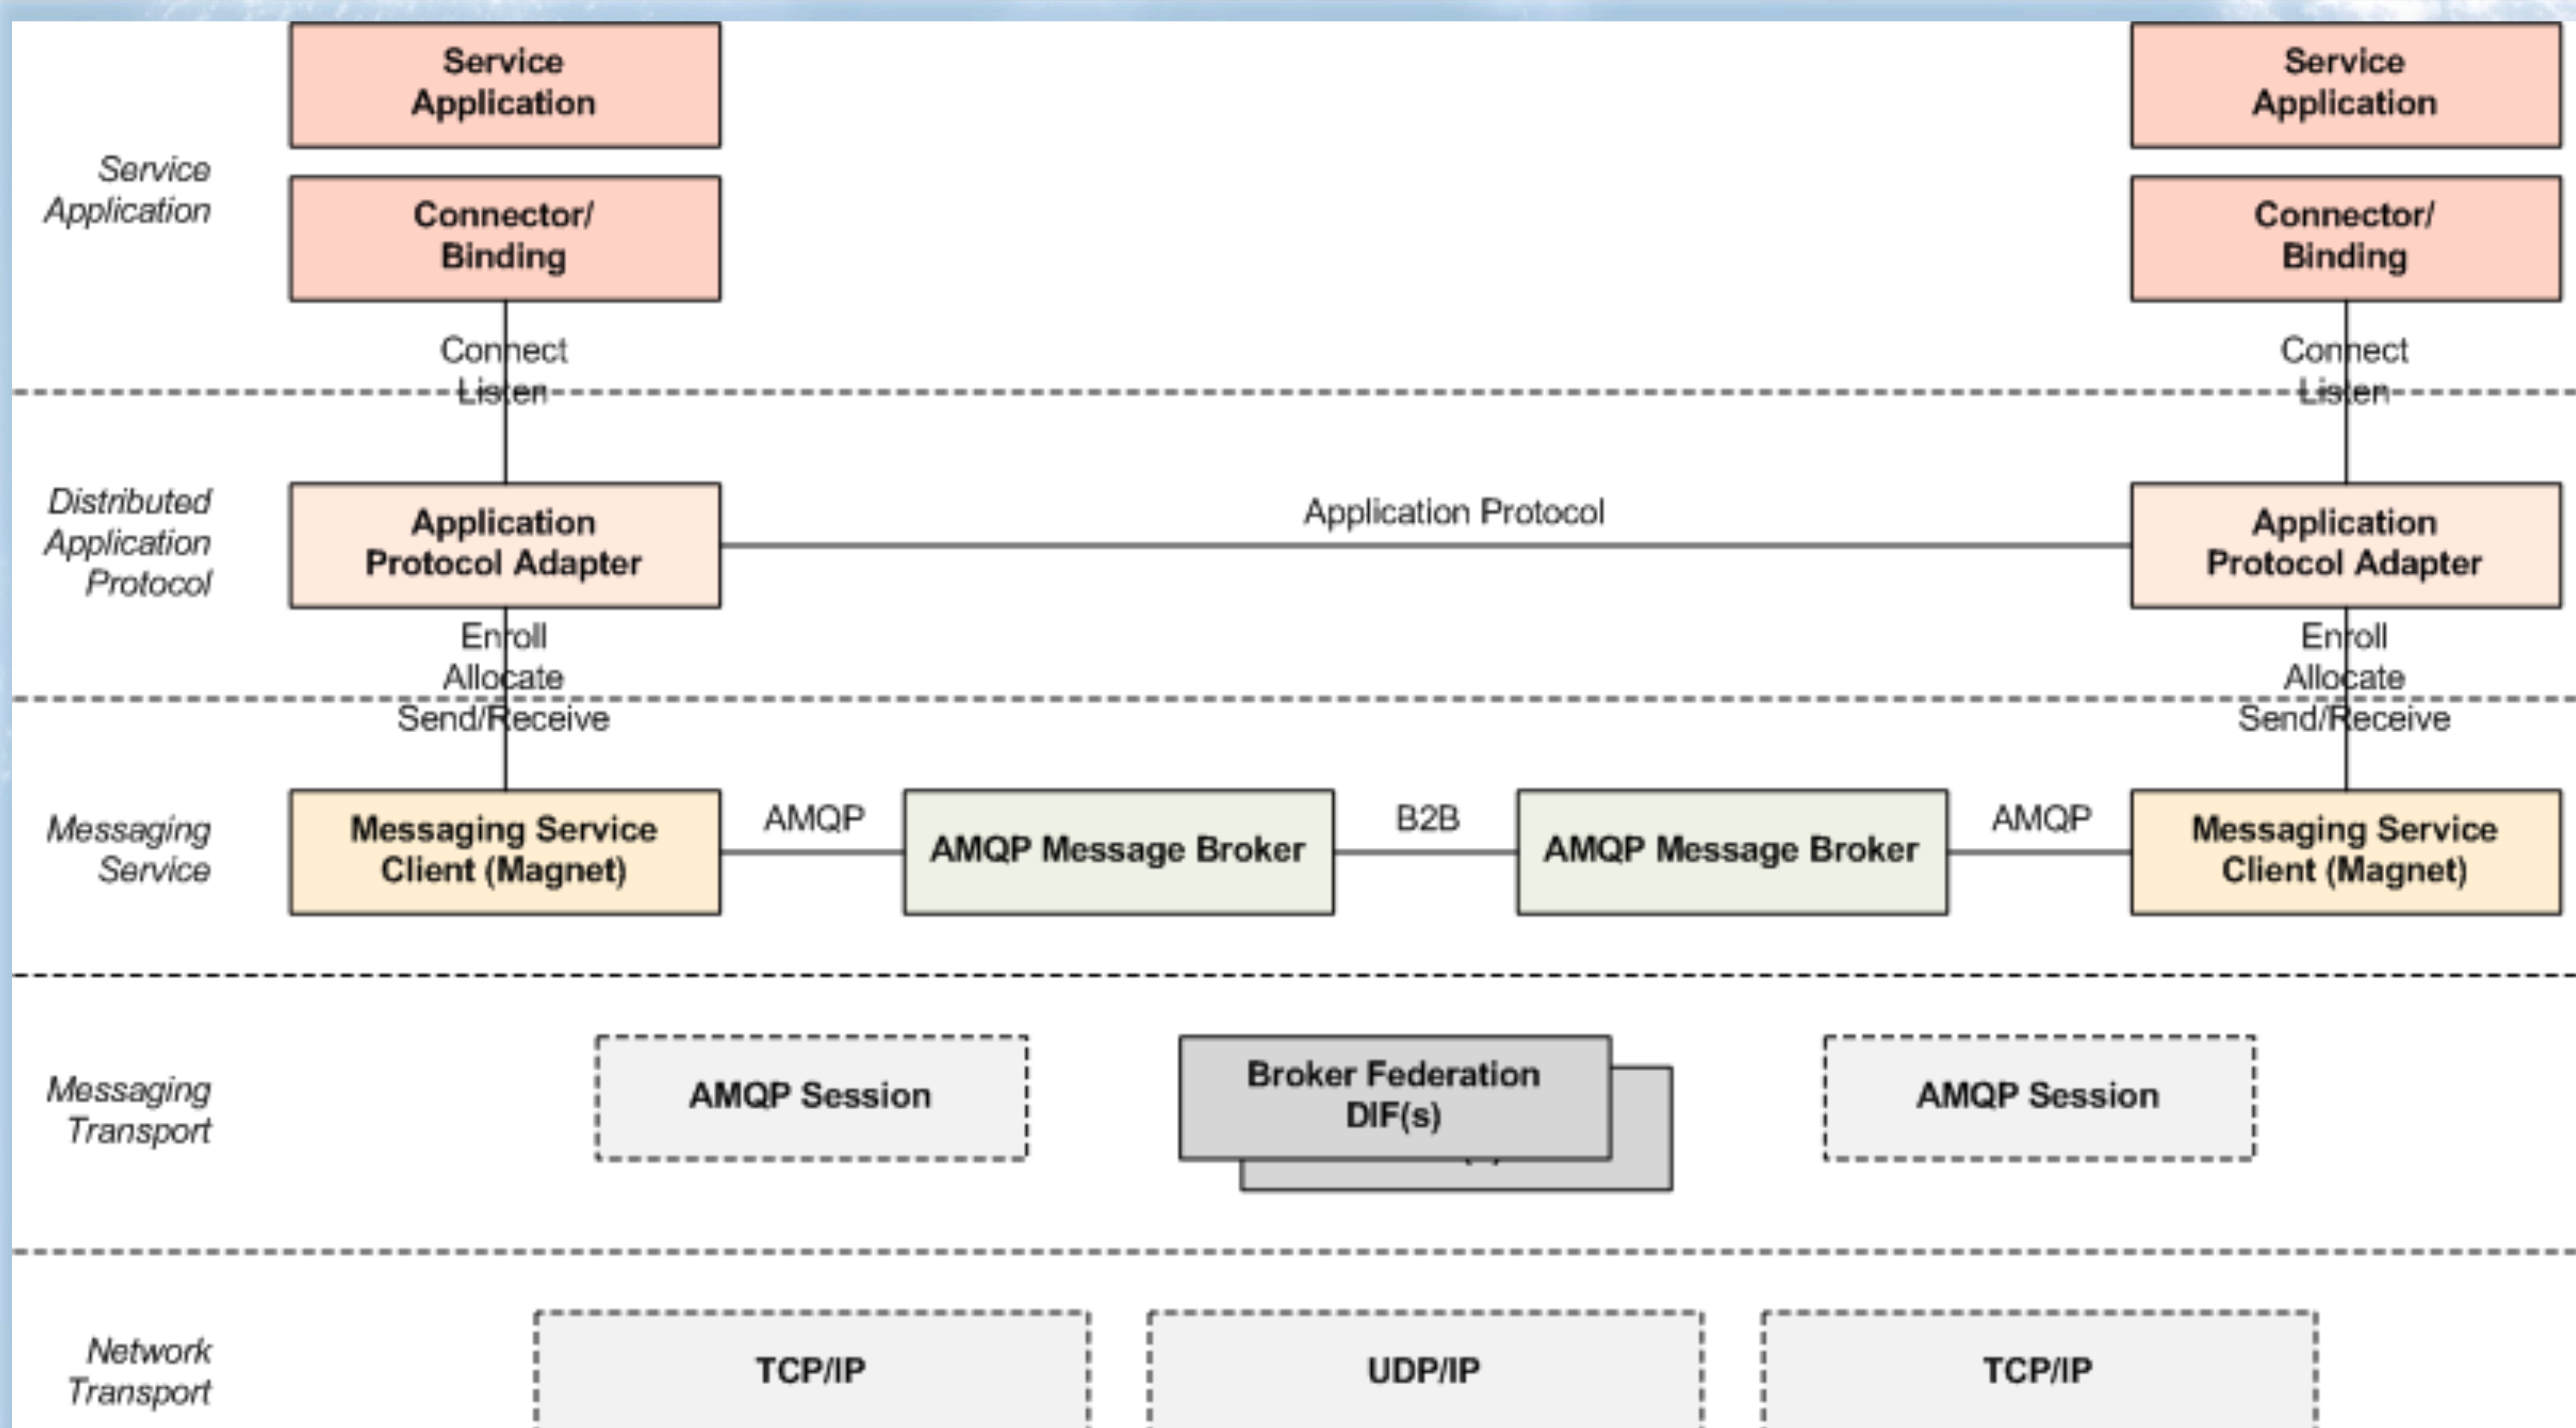 Service
Application
Service
Application
Service
Application
Connector/
Binding
Connector/
Binding
Connect
Listen
Connect
Listen
Distributed
Application
Protocol
Application
Protocol Adapter
Application Protocol
Application
Protocol Adapter
Enroll
Allocate
Send/Receive
Enroll
Allocate
Send/Receive
Messaging
Service
Messaging Service
Client (Magnet)
AMQP
AMQP Message Broker
B2B
AMQP Message Broker
AMQP
Messaging Service
Client (Magnet)
Messaging
Transport
AMQP Session
Broker Federation
DIF(s)
AMQP Session
Network
Transport
TCP/IP
UDP/IP
TCP/IP